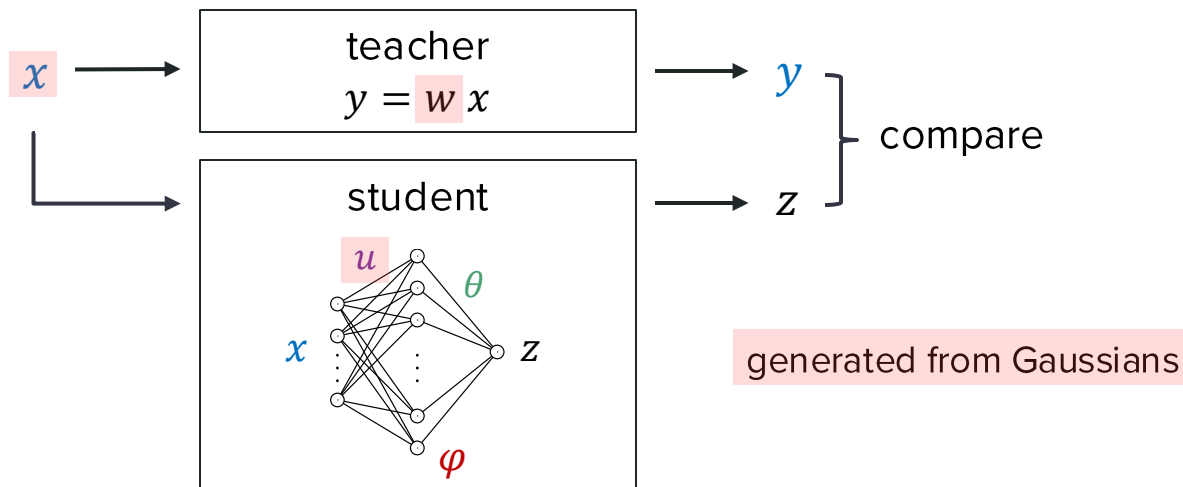 teacher
x
y = w x
y
compare
student
z
u
θ
x
z
generated from Gaussians
φ